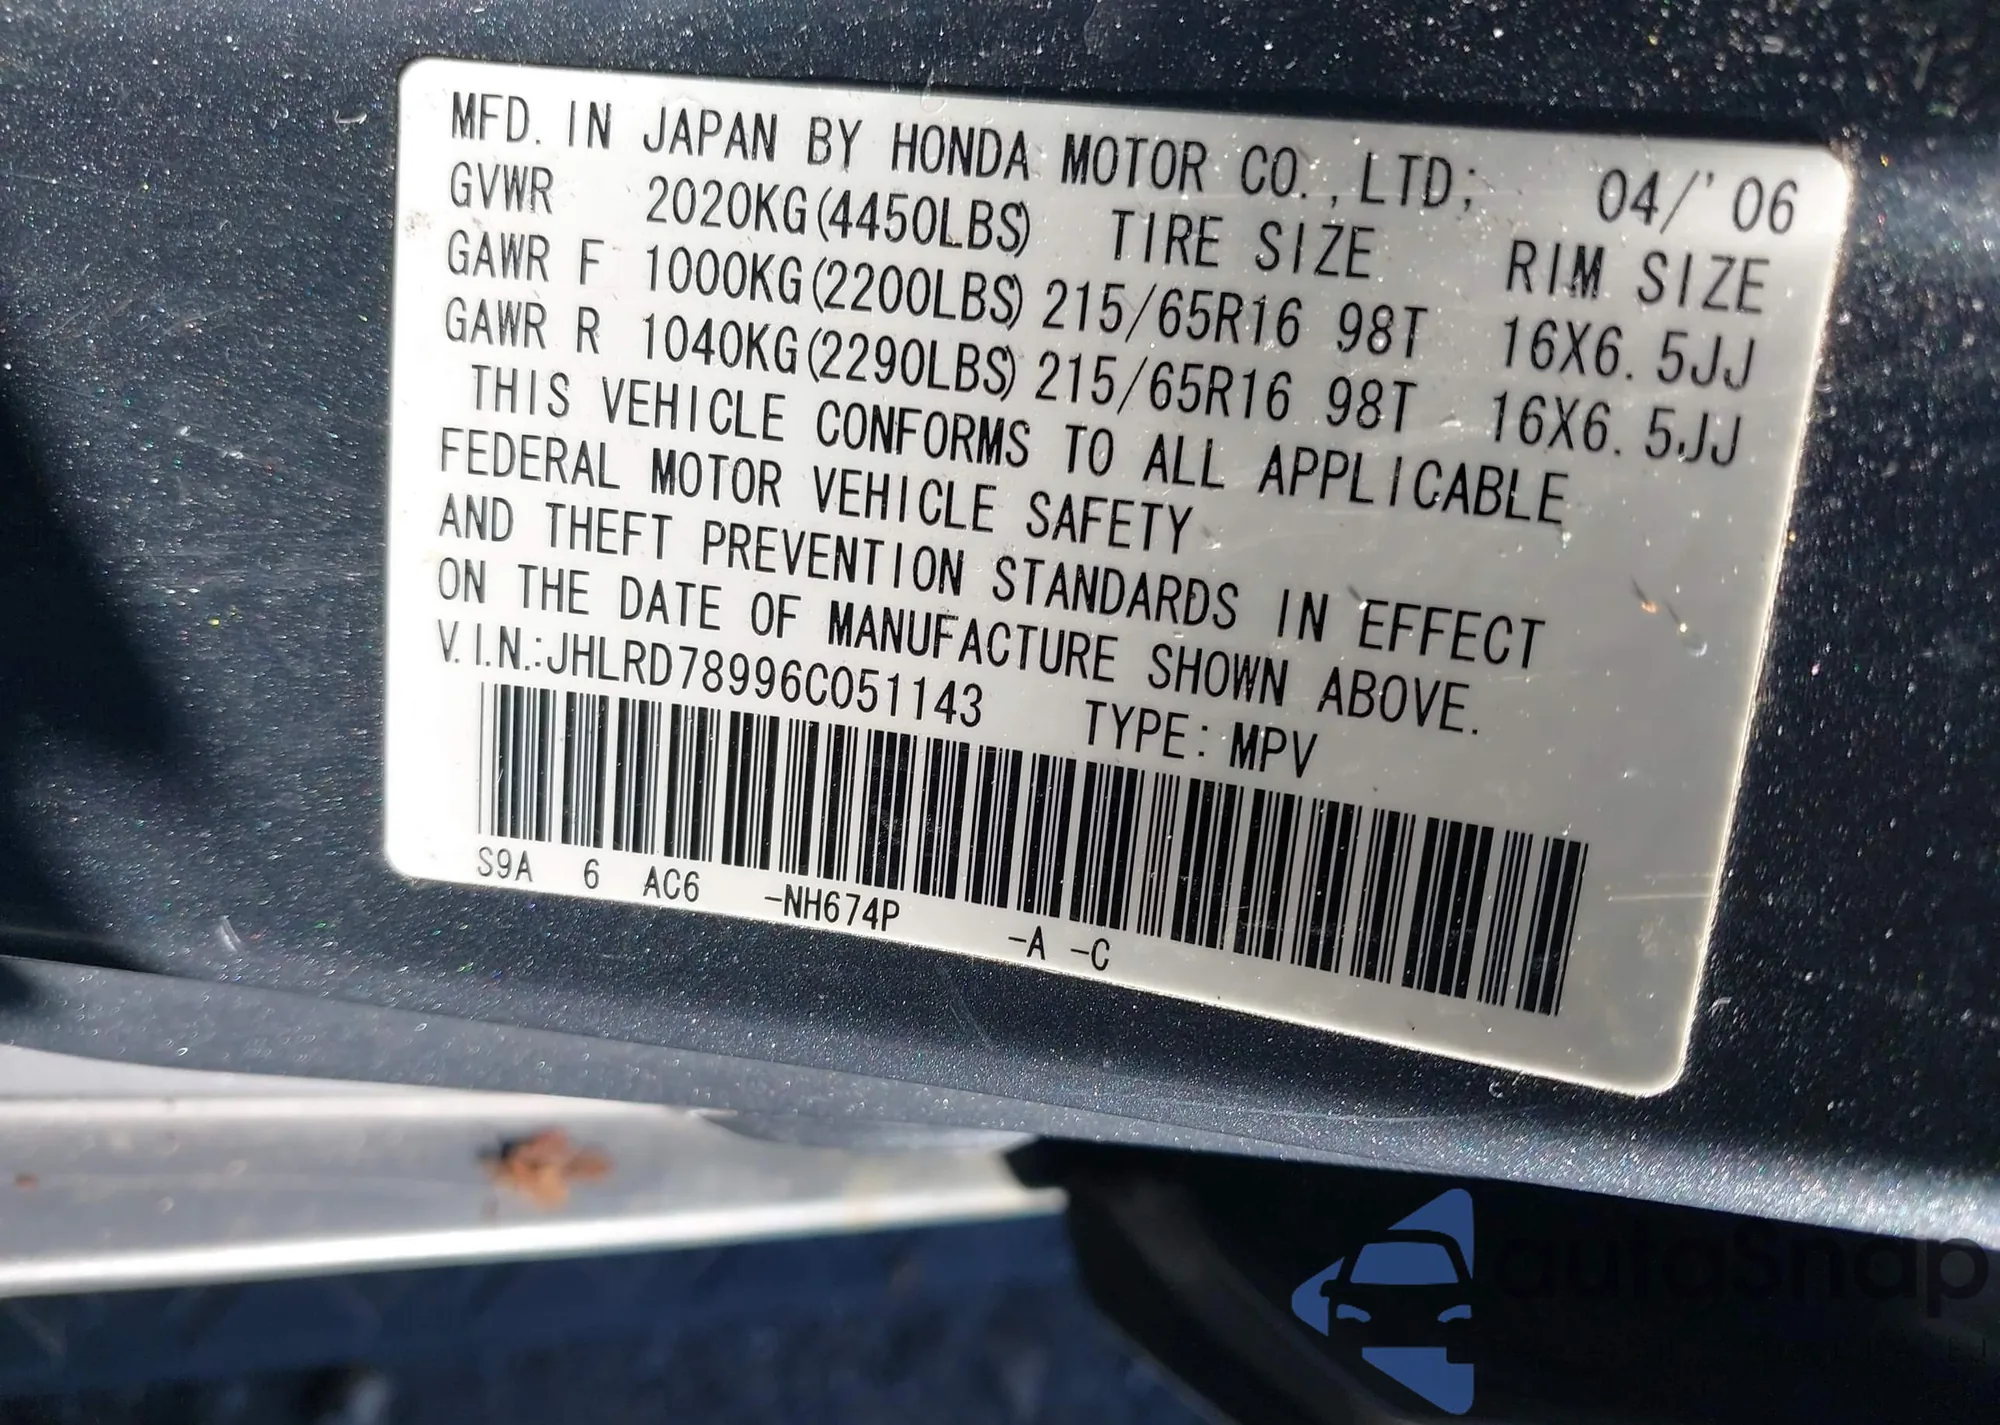 MFD. IN JAPAN BY HONDA MOTOR CO., LTD; 04/'06
GVWR 2020KG(4450LBS) TIRE SIZE RIM SIZE
GAWR F 1000KG(2200LBS) 215/65R16 98T 16X6.5JJ
GAWR R 1040KG(2290LBS) 215/65R16 98T 16X6.5JJ
THIS VEHICLE CONFORMS TO ALL APPLICABLE
FEDERAL MOTOR VEHICLE SAFETY
AND THEFT PREVENTION STANDARDS IN EFFECT
ON THE DATE OF MANUFACTURE SHOWN ABOVE.
V.I.N.:JHLRD78996C051143 TYPE: MPV
S9A 6 AC6 -NH674P -A -C
autoSnap